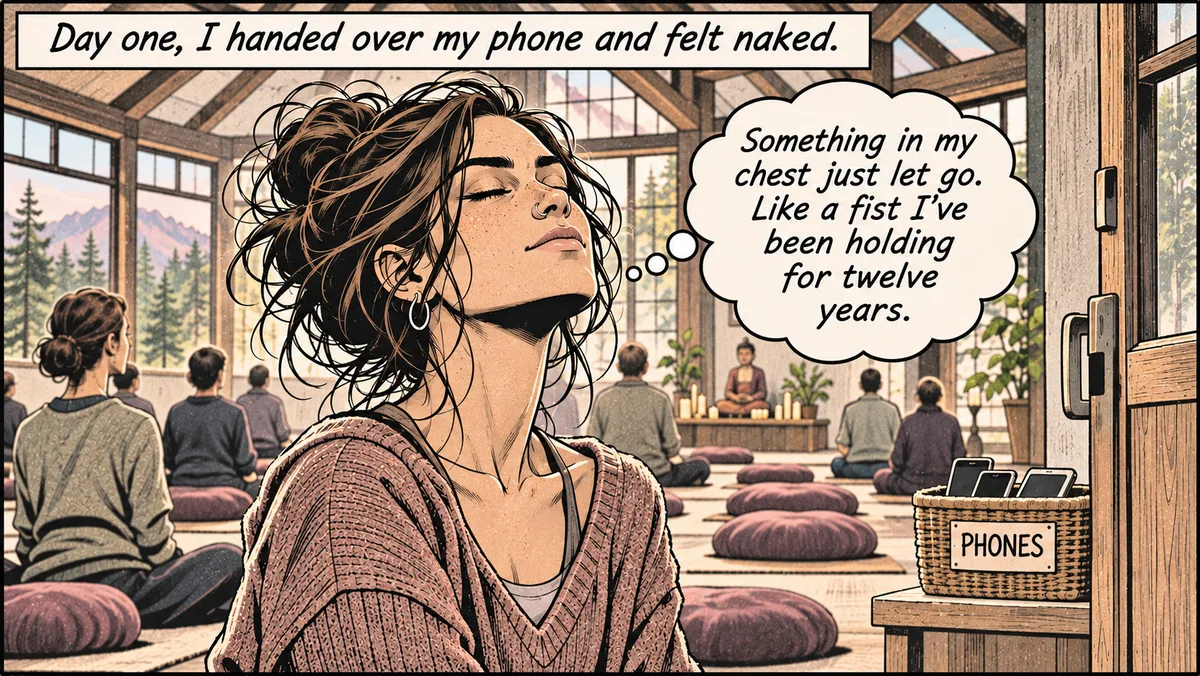 Day one, I handed over my phone and felt naked.
Something in my
chest just let go.
Like a fist I've
been holding
for twelve
years.
PHONES